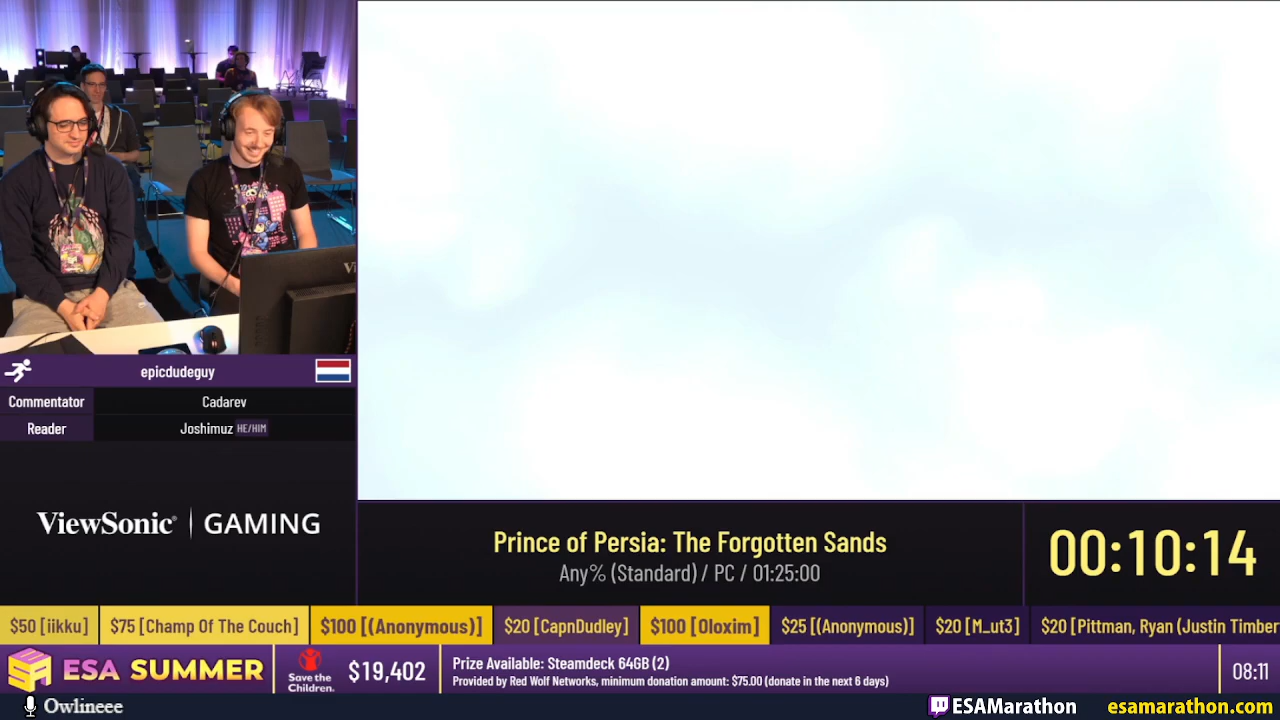 epicdudeguy
Commentator Cadarev
Reader Joshimuz HE/HIM
ViewSonic GAMING
Prince of Persia: The Forgotten Sands
Any% (Standard) / PC / 01:25:00
00:10:14
$50 [iikku] $75 [Champ Of The Couch] $100 [(Anonymous)] $20 [CapnDudley] $100 [Oloxim] $25 [(Anonymous)] $20 [M_ut3] $20 [Pittman, Ryan (Justin Timber
ESA SUMMER
Save the
Children.
$19,402
Prize Available: Steamdeck 64GB (2)
Provided by Red Wolf Networks, minimum donation amount: $75.00 (donate in the next 6 days)
08:11
Owlineee
ESAMarathon esamarathon.com